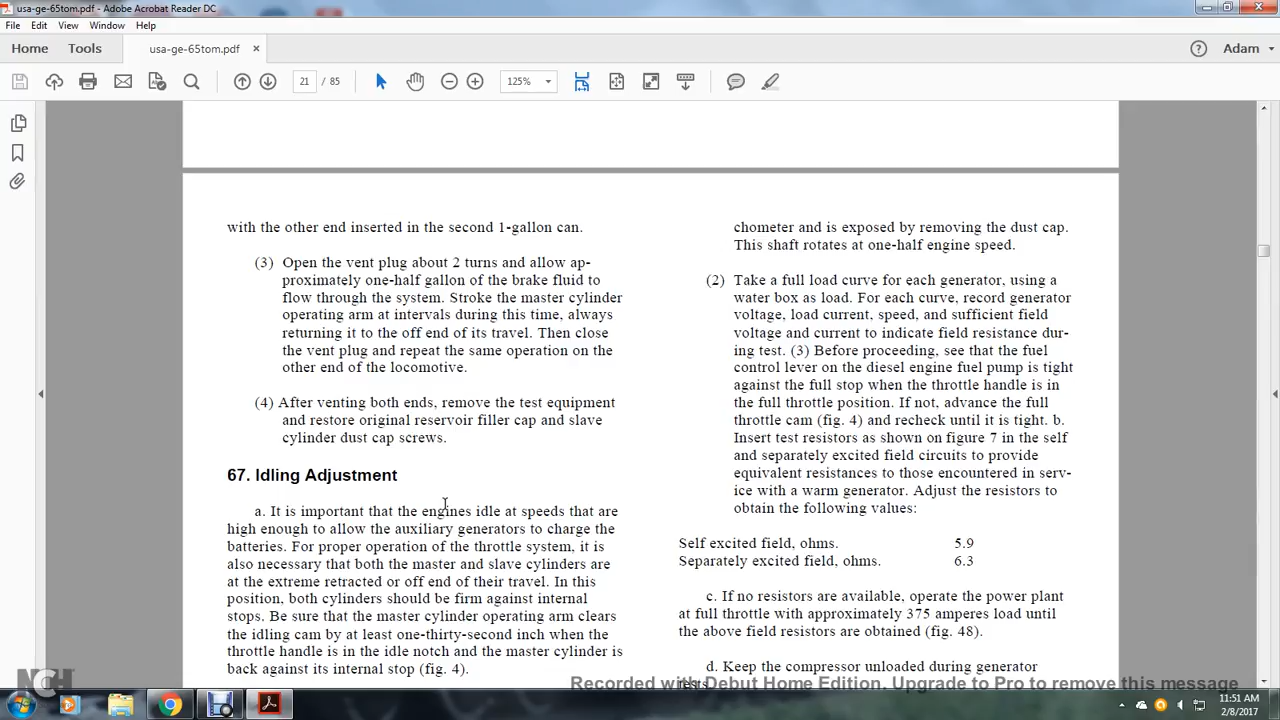 usa-ge-65tom.pdf - Adobe Acrobat Reader DC
File Edit View Window Help
Home Tools usa-ge-65tom.pdf × Adam
21 / 85 125%
with the other end inserted in the second 1-gallon can.
(3) Open the vent plug about 2 turns and allow ap-
proximately one-half gallon of the brake fluid to
flow through the system. Stroke the master cylinder
operating arm at intervals during this time, always
returning it to the off end of its travel. Then close
the vent plug and repeat the same operation on the
other end of the locomotive.
(4) After venting both ends, remove the test equipment
and restore original reservoir filler cap and slave
cylinder dust cap screws.
67. Idling Adjustment
a. It is important that the engines idle at speeds that are
high enough to allow the auxiliary generators to charge the
batteries. For proper operation of the throttle system, it is
also necessary that both the master and slave cylinders are
at the extreme retracted or off end of their travel. In this
position, both cylinders should be firm against internal
stops. Be sure that the master cylinder operating arm clears
the idling cam by at least one-thirty-second inch when the
throttle handle is in the idle notch and the master cylinder is
back against its internal stop (fig. 4).
chometer and is exposed by removing the dust cap.
This shaft rotates at one-half engine speed.
(2) Take a full load curve for each generator, using a
water box as load. For each curve, record generator
voltage, load current, speed, and sufficient field
voltage and current to indicate field resistance dur-
ing test. (3) Before proceeding, see that the fuel
control lever on the diesel engine fuel pump is tight
against the full stop when the throttle handle is in
the full throttle position. If not, advance the full
throttle cam (fig. 4) and recheck until it is tight. b.
Insert test resistors as shown on figure 7 in the self
and separately excited field circuits to provide
equivalent resistances to those encountered in serv-
ice with a warm generator. Adjust the resistors to
obtain the following values:
Self excited field, ohms. 5.9
Separately excited field, ohms. 6.3
c. If no resistors are available, operate the power plant
at full throttle with approximately 375 amperes load until
the above field resistors are obtained (fig. 48).
d. Keep the compressor unloaded during generator
tests
NCH
Recorded with Debut Home Edition. Upgrade to Pro to remove this message
11:51 AM
2/8/2017